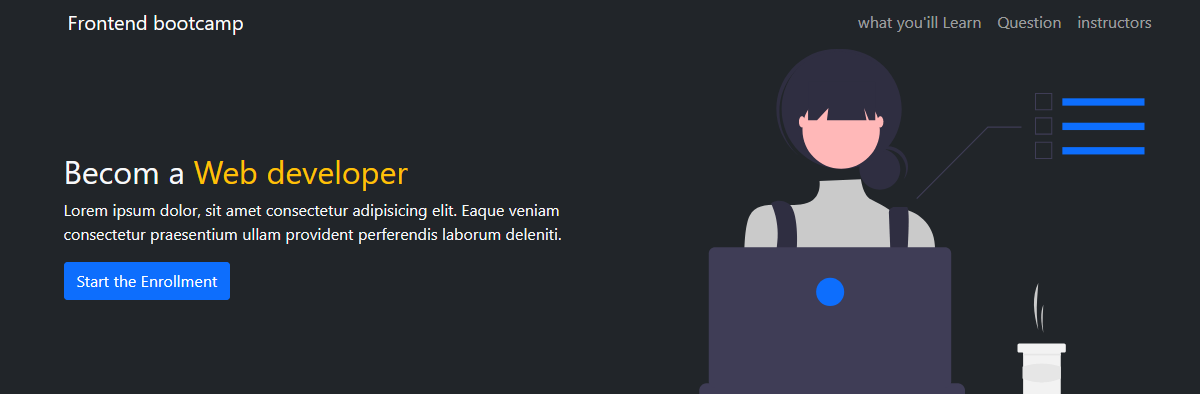 Frontend bootcamp
what you'ill Learn Question instructors
Becom a Web developer
Lorem ipsum dolor, sit amet consectetur adipisicing elit. Eaque veniam
consectetur praesentium ullam provident perferendis laborum deleniti.
Start the Enrollment